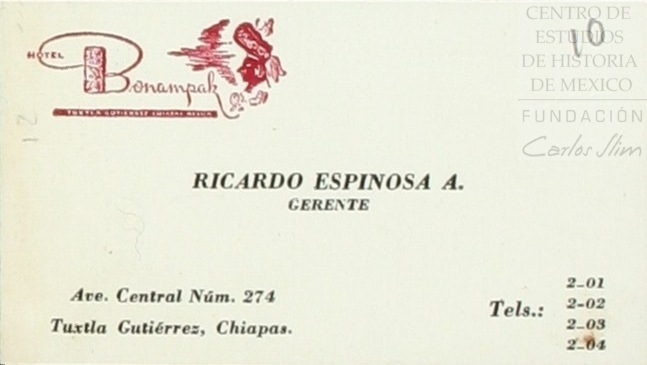 HOTEL
Bonampak
TUXTLA GUTIERREZ CHIAPAS MEXICO
CENTRO DE
ESTUDIOS
DE HISTORIA
DE MEXICO
FUNDACIÓN
Carlos Slim
10
21
RICARDO ESPINOSA A.
GERENTE
Ave. Central Núm. 274
Tuxtla Gutiérrez, Chiapas.
Tels.:
2-01
2-02
2-03
2-04